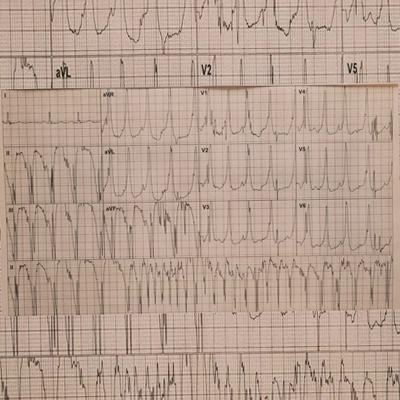 aVL V2 V5
I aVR V1 V4
II aVL V2 V5
III aVF V3 V6
II